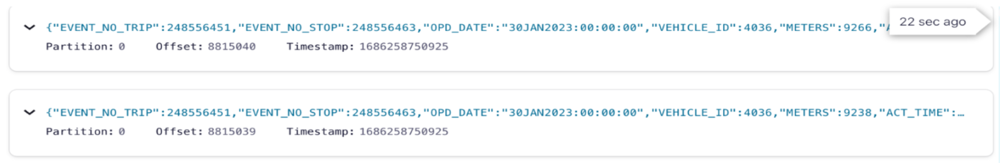 {"EVENT_NO_TRIP":248556451,"EVENT_NO_STOP":248556463,"OPD_DATE":"30JAN2023:00:00:00","VEHICLE_ID":4036,"METERS":9266,"A
22 sec ago
Partition: 0 Offset: 8815040 Timestamp: 1686258750925
{"EVENT_NO_TRIP":248556451,"EVENT_NO_STOP":248556463,"OPD_DATE":"30JAN2023:00:00:00","VEHICLE_ID":4036,"METERS":9238,"ACT_TIME":…
Partition: 0 Offset: 8815039 Timestamp: 1686258750925